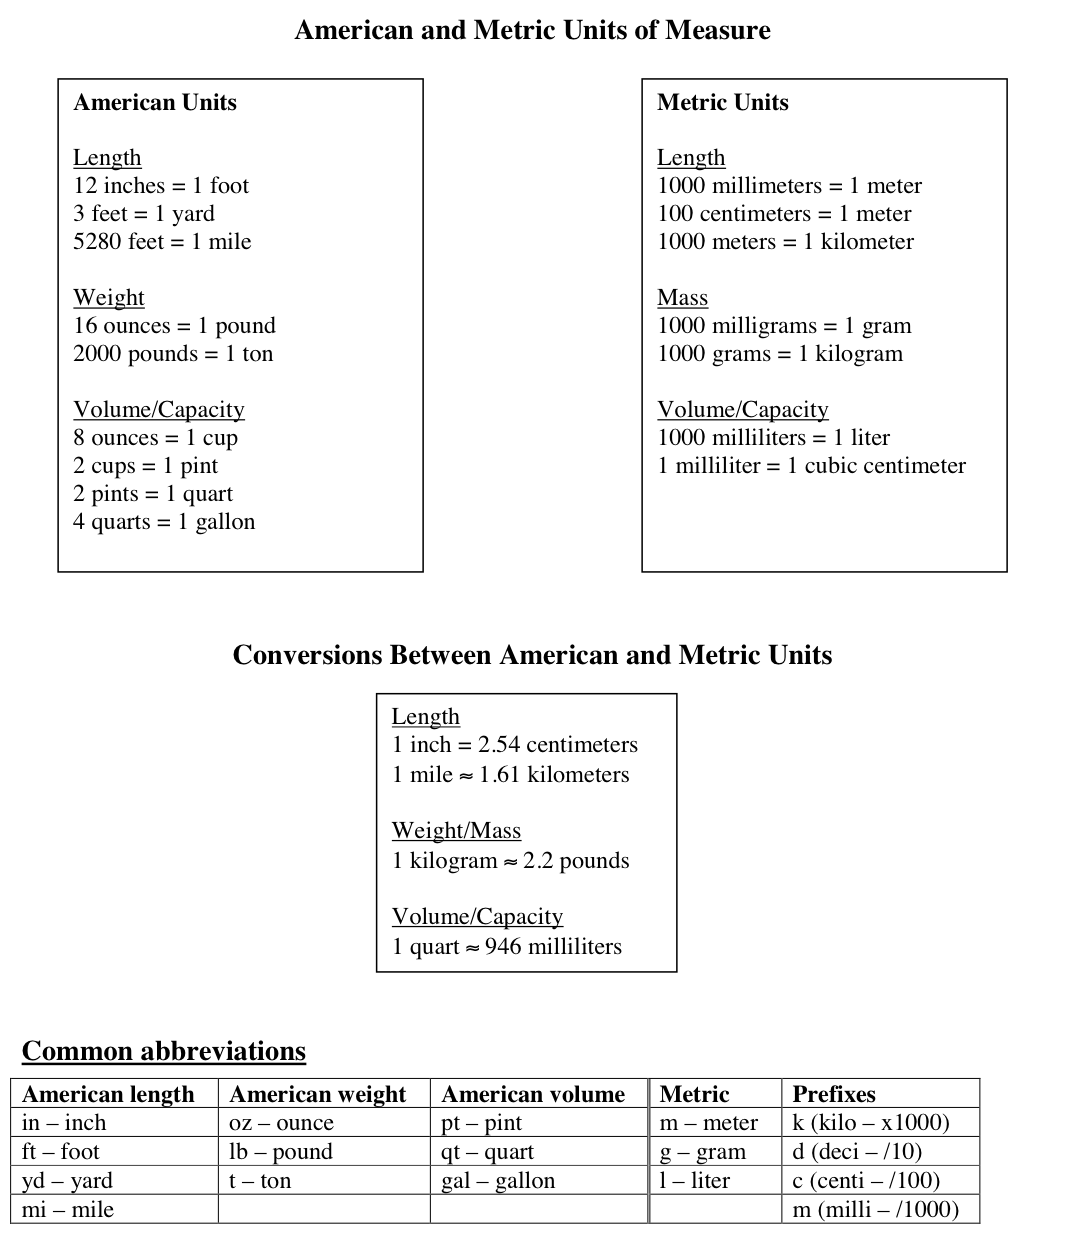 American and Metric Units of Measure
American Units
Length
12 inches = 1 foot
3 feet = 1 yard
5280 feet = 1 mile
Weight
16 ounces = 1 pound
2000 pounds = 1 ton
Volume/Capacity
8 ounces = 1 cup
2 cups = 1 pint
2 pints = 1 quart
4 quarts = 1 gallon
Metric Units
Length
1000 millimeters = 1 meter
100 centimeters = 1 meter
1000 meters = 1 kilometer
Mass
1000 milligrams = 1 gram
1000 grams = 1 kilogram
Volume/Capacity
1000 milliliters = 1 liter
1 milliliter = 1 cubic centimeter
Conversions Between American and Metric Units
Length
1 inch = 2.54 centimeters
1 mile ≈ 1.61 kilometers
Weight/Mass
1 kilogram ≈ 2.2 pounds
Volume/Capacity
1 quart ≈ 946 milliliters
Common abbreviations
American length American weight American volume Metric Prefixes
in – inch oz – ounce pt – pint m – meter k (kilo – x1000)
ft – foot lb – pound qt – quart g – gram d (deci – /10)
yd – yard t – ton gal – gallon l – liter c (centi – /100)
mi – mile m (milli – /1000)